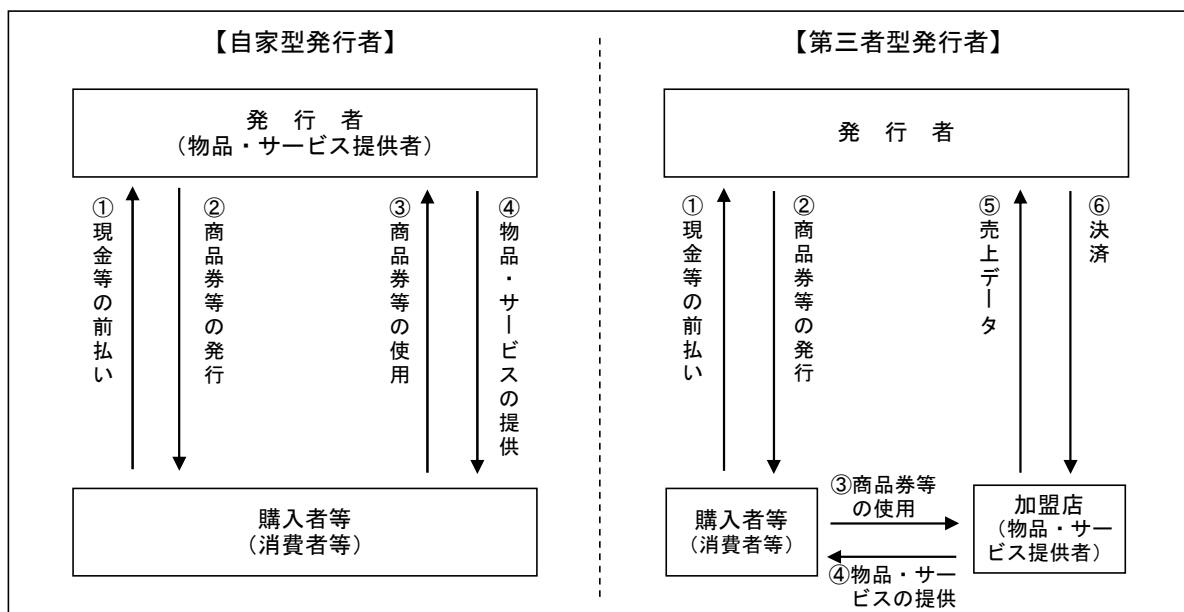 【自家型発行者】
発行者
（物品・サービス提供者）
①現金等の前払い
②商品券等の発行
③商品券等の使用
④物品・サービスの提供
購入者等
（消費者等）
【第三者型発行者】
発行者
①現金等の前払い
②商品券等の発行
⑤売上データ
⑥決済
購入者等
（消費者等）
③商品券等
の使用
④物品・サー
ビスの提供
加盟店
（物品・サー
ビス提供者）